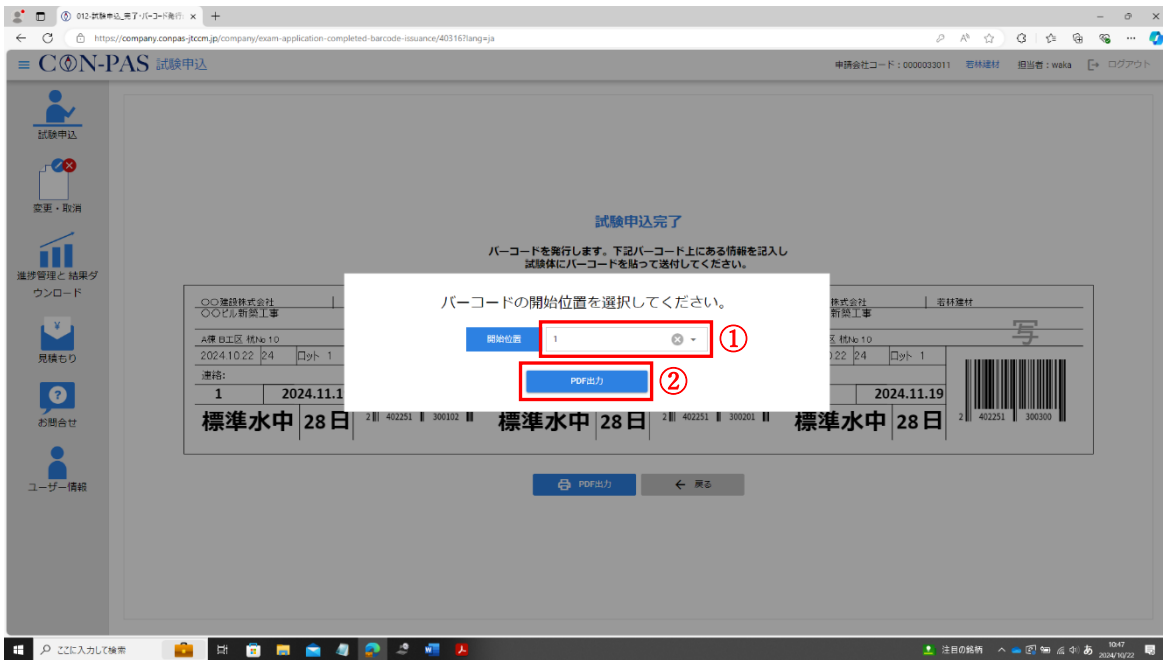 012-試験申込_完了・バーコード発行
https://company.conpas-jtccm.jp/company/exam-application-completed-barcode-issuance/40316?lang=ja
CON-PAS 試験申込
申請会社コード：0000033011 若林建材 担当者：waka ログアウト
試験申込
変更・取消
進捗管理と結果ダ
ウンロード
見積もり
お問合せ
ユーザー情報
試験申込完了
バーコードを発行します。下記バーコード上にある情報を記入し
試験体にバーコードを貼って送付してください。
バーコードの開始位置を選択してください。
開始位置 1 ①
PDF出力 ②
〇〇建設株式会社
〇〇ビル新築工事
A棟 B工区 杭No 10
2024.10.22 24 ロット 1
連絡:
1 2024.11.1
標準水中 28日
2 402251 300102
標準水中 28日
2 402251 300201
株式会社 若林建材
新築工事
写
区 杭No 10
22 24 ロット 1
2024.11.19
標準水中 28日
2 402251 300300
PDF出力 戻る
ここに入力して検索
注目の銘柄
あ
10:47
2024/10/22